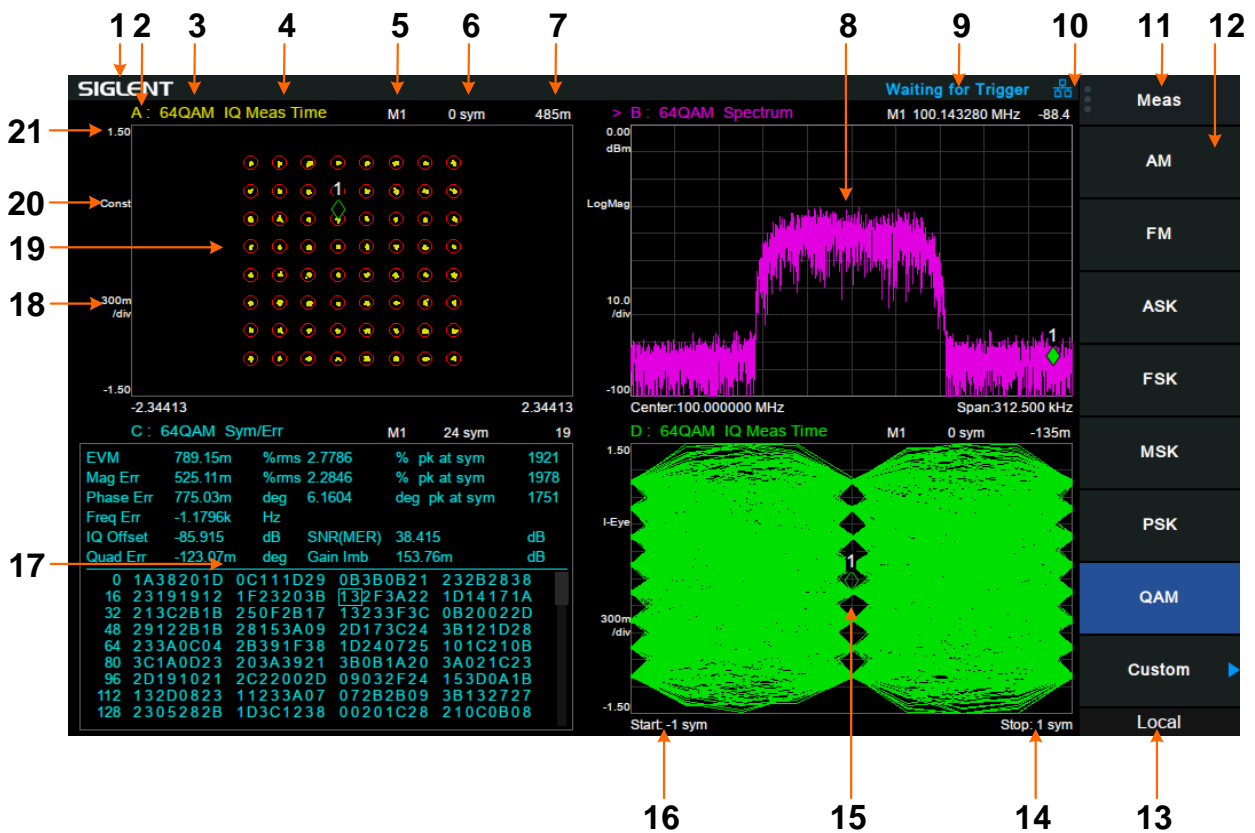 1 2 3 4 5 6 7 8 9 10 11 12
SIGLENT
Waiting for Trigger
Meas
A : 64QAM IQ Meas Time M1 0 sym 485m
> B : 64QAM Spectrum M1 100.143280 MHz -88.4
21
1.50
0.00
dBm
AM
1
20
Const
LogMag
FM
19
18
300m
/div
10.0
/div
ASK
1
-1.50
-100
FSK
-2.34413 2.34413
Center:100.000000 MHz Span:312.500 kHz
C : 64QAM Sym/Err M1 24 sym 19
D : 64QAM IQ Meas Time M1 0 sym -135m
EVM 789.15m %rms 2.7786 % pk at sym 1921
Mag Err 525.11m %rms 2.2846 % pk at sym 1978
Phase Err 775.03m deg 6.1604 deg pk at sym 1751
Freq Err -1.1796k Hz
IQ Offset -85.915 dB SNR(MER) 38.415 dB
Quad Err -123.07m deg Gain Imb 153.76m dB
17
0 1A38201D 0C111D29 0B3B0B21 232B2838
16 23191912 1F23203B 132F3A22 1D14171A
32 213C2B1B 250F2B17 13233F3C 0B20022D
48 29122B1B 28153A09 2D173C24 3B121D28
64 233A0C04 2B391F38 1D240725 101C210B
80 3C1A0D23 203A3921 3B0B1A20 3A021C23
96 2D191021 2C22002D 09032F24 153D0A1B
112 132D0823 11233A07 072B2B09 3B132727
128 2305282B 1D3C1238 00201C28 210C0B08
1.50
I-Eye
1
300m
/div
-1.50
Start: -1 sym Stop: 1 sym
MSK
PSK
QAM
Custom
Local
16 15 14 13